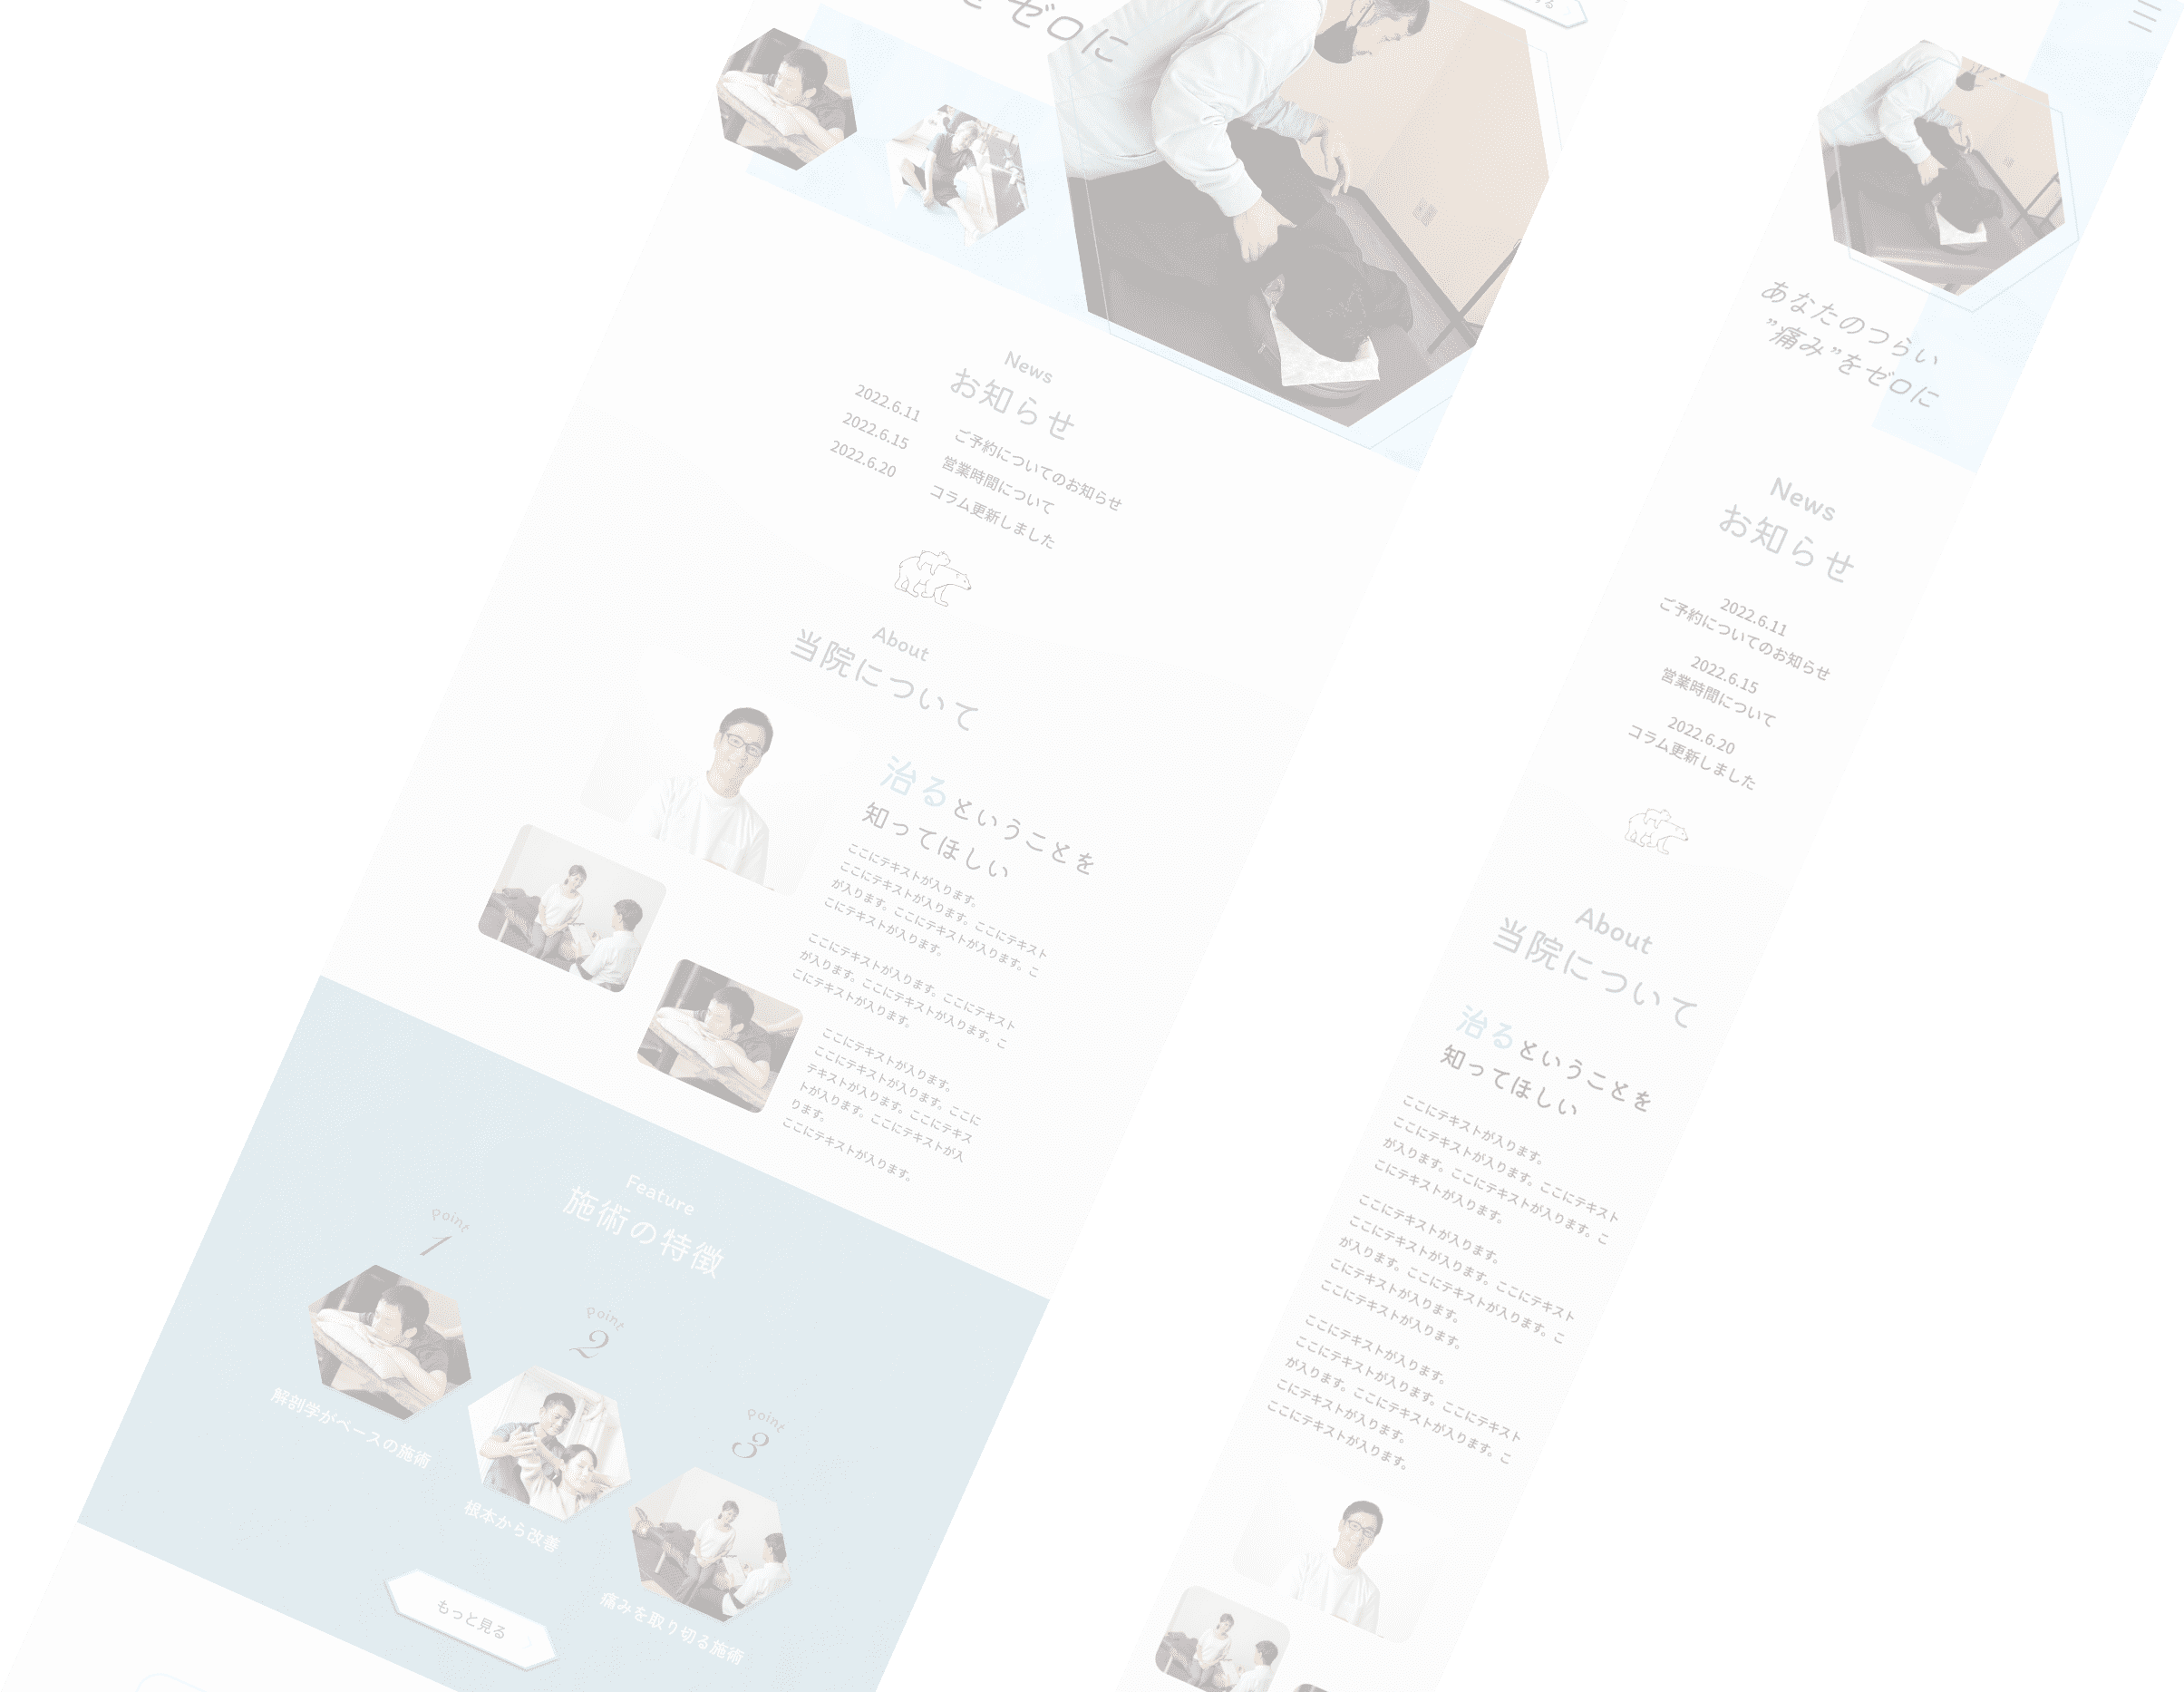 をゼロに
News
お知らせ
2022.6.11
ご予約についてのお知らせ
2022.6.15
営業時間について
2022.6.20
コラム更新しました
About
当院について
治るということを
知ってほしい
ここにテキストが入ります。
ここにテキストが入ります。ここにテキスト
が入ります。ここにテキストが入ります。こ
こにテキストが入ります。
ここにテキストが入ります。ここにテキスト
が入ります。ここにテキストが入ります。こ
こにテキストが入ります。
ここにテキストが入ります。
ここにテキストが入ります。ここに
テキストが入ります。ここにテキス
トが入ります。ここにテキストが入
ります。
ここにテキストが入ります。
Feature
施術の特徴
Point
1
解剖学がベースの施術
Point
2
根本から改善
Point
3
痛みを取り切る施術
もっと見る
あなたのつらい
”痛み”をゼロに
News
お知らせ
2022.6.11
ご予約についてのお知らせ
2022.6.15
営業時間について
2022.6.20
コラム更新しました
About
当院について
治るということを
知ってほしい
ここにテキストが入ります。
ここにテキストが入ります。ここにテキスト
が入ります。ここにテキストが入ります。こ
こにテキストが入ります。
ここにテキストが入ります。
ここにテキストが入ります。ここにテキスト
が入ります。ここにテキストが入ります。こ
こにテキストが入ります。
ここにテキストが入ります。
ここにテキストが入ります。
ここにテキストが入ります。ここにテキスト
が入ります。ここにテキストが入ります。こ
こにテキストが入ります。
ここにテキストが入ります。